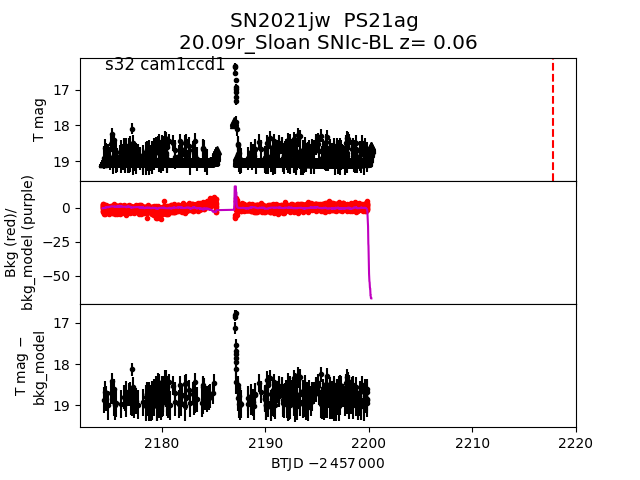 SN2021jw  PS21ag
20.09r_Sloan SNIc-BL z= 0.06
s32 cam1ccd1
T mag
17
18
19
Bkg (red)/
bkg_model (purple)
0
−25
−50
T mag −
bkg_model
17
18
19
2180
2190
2200
2210
2220
BTJD −2 457 000